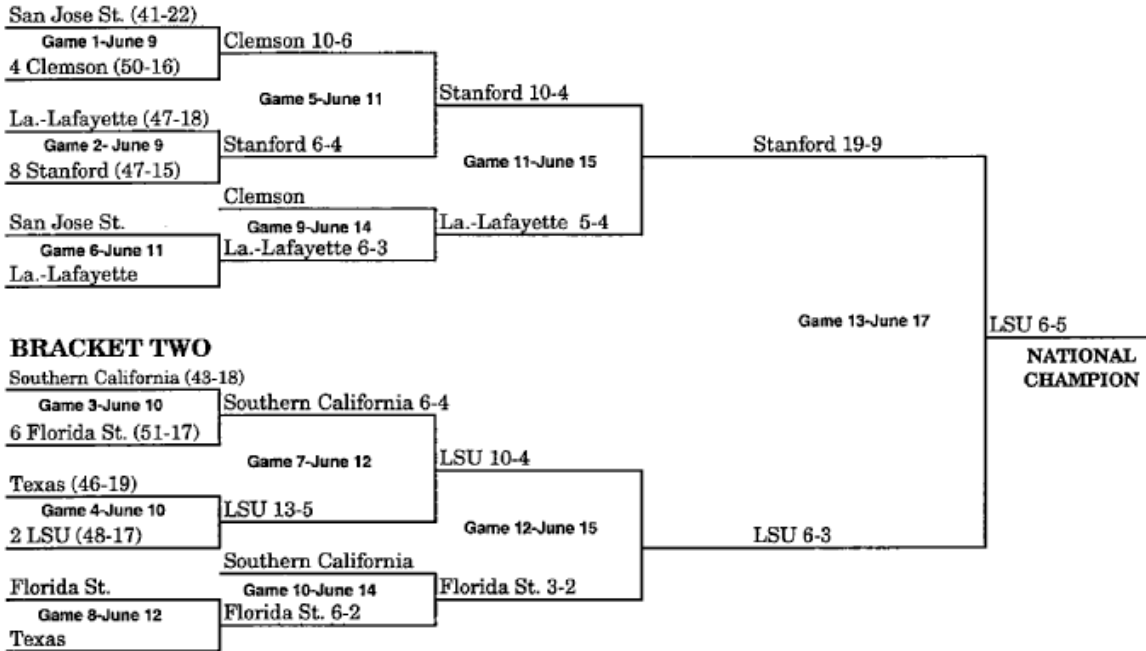 San Jose St. (41-22)
Game 1-June 9
4 Clemson (50-16)
Clemson 10-6
Game 5-June 11
Stanford 10-4
La.-Lafayette (47-18)
Game 2- June 9
8 Stanford (47-15)
Stanford 6-4
Game 11-June 15
Stanford 19-9
Clemson
San Jose St.
Game 9-June 14
La.-Lafayette 5-4
Game 6-June 11
La.-Lafayette 6-3
La.-Lafayette
Game 13-June 17
LSU 6-5
NATIONAL
CHAMPION
BRACKET TWO
Southern California (43-18)
Game 3-June 10
Southern California 6-4
6 Florida St. (51-17)
Game 7-June 12
LSU 10-4
Texas (46-19)
Game 4-June 10
LSU 13-5
2 LSU (48-17)
Game 12-June 15
LSU 6-3
Southern California
Florida St.
Game 10-June 14
Florida St. 3-2
Game 8-June 12
Florida St. 6-2
Texas